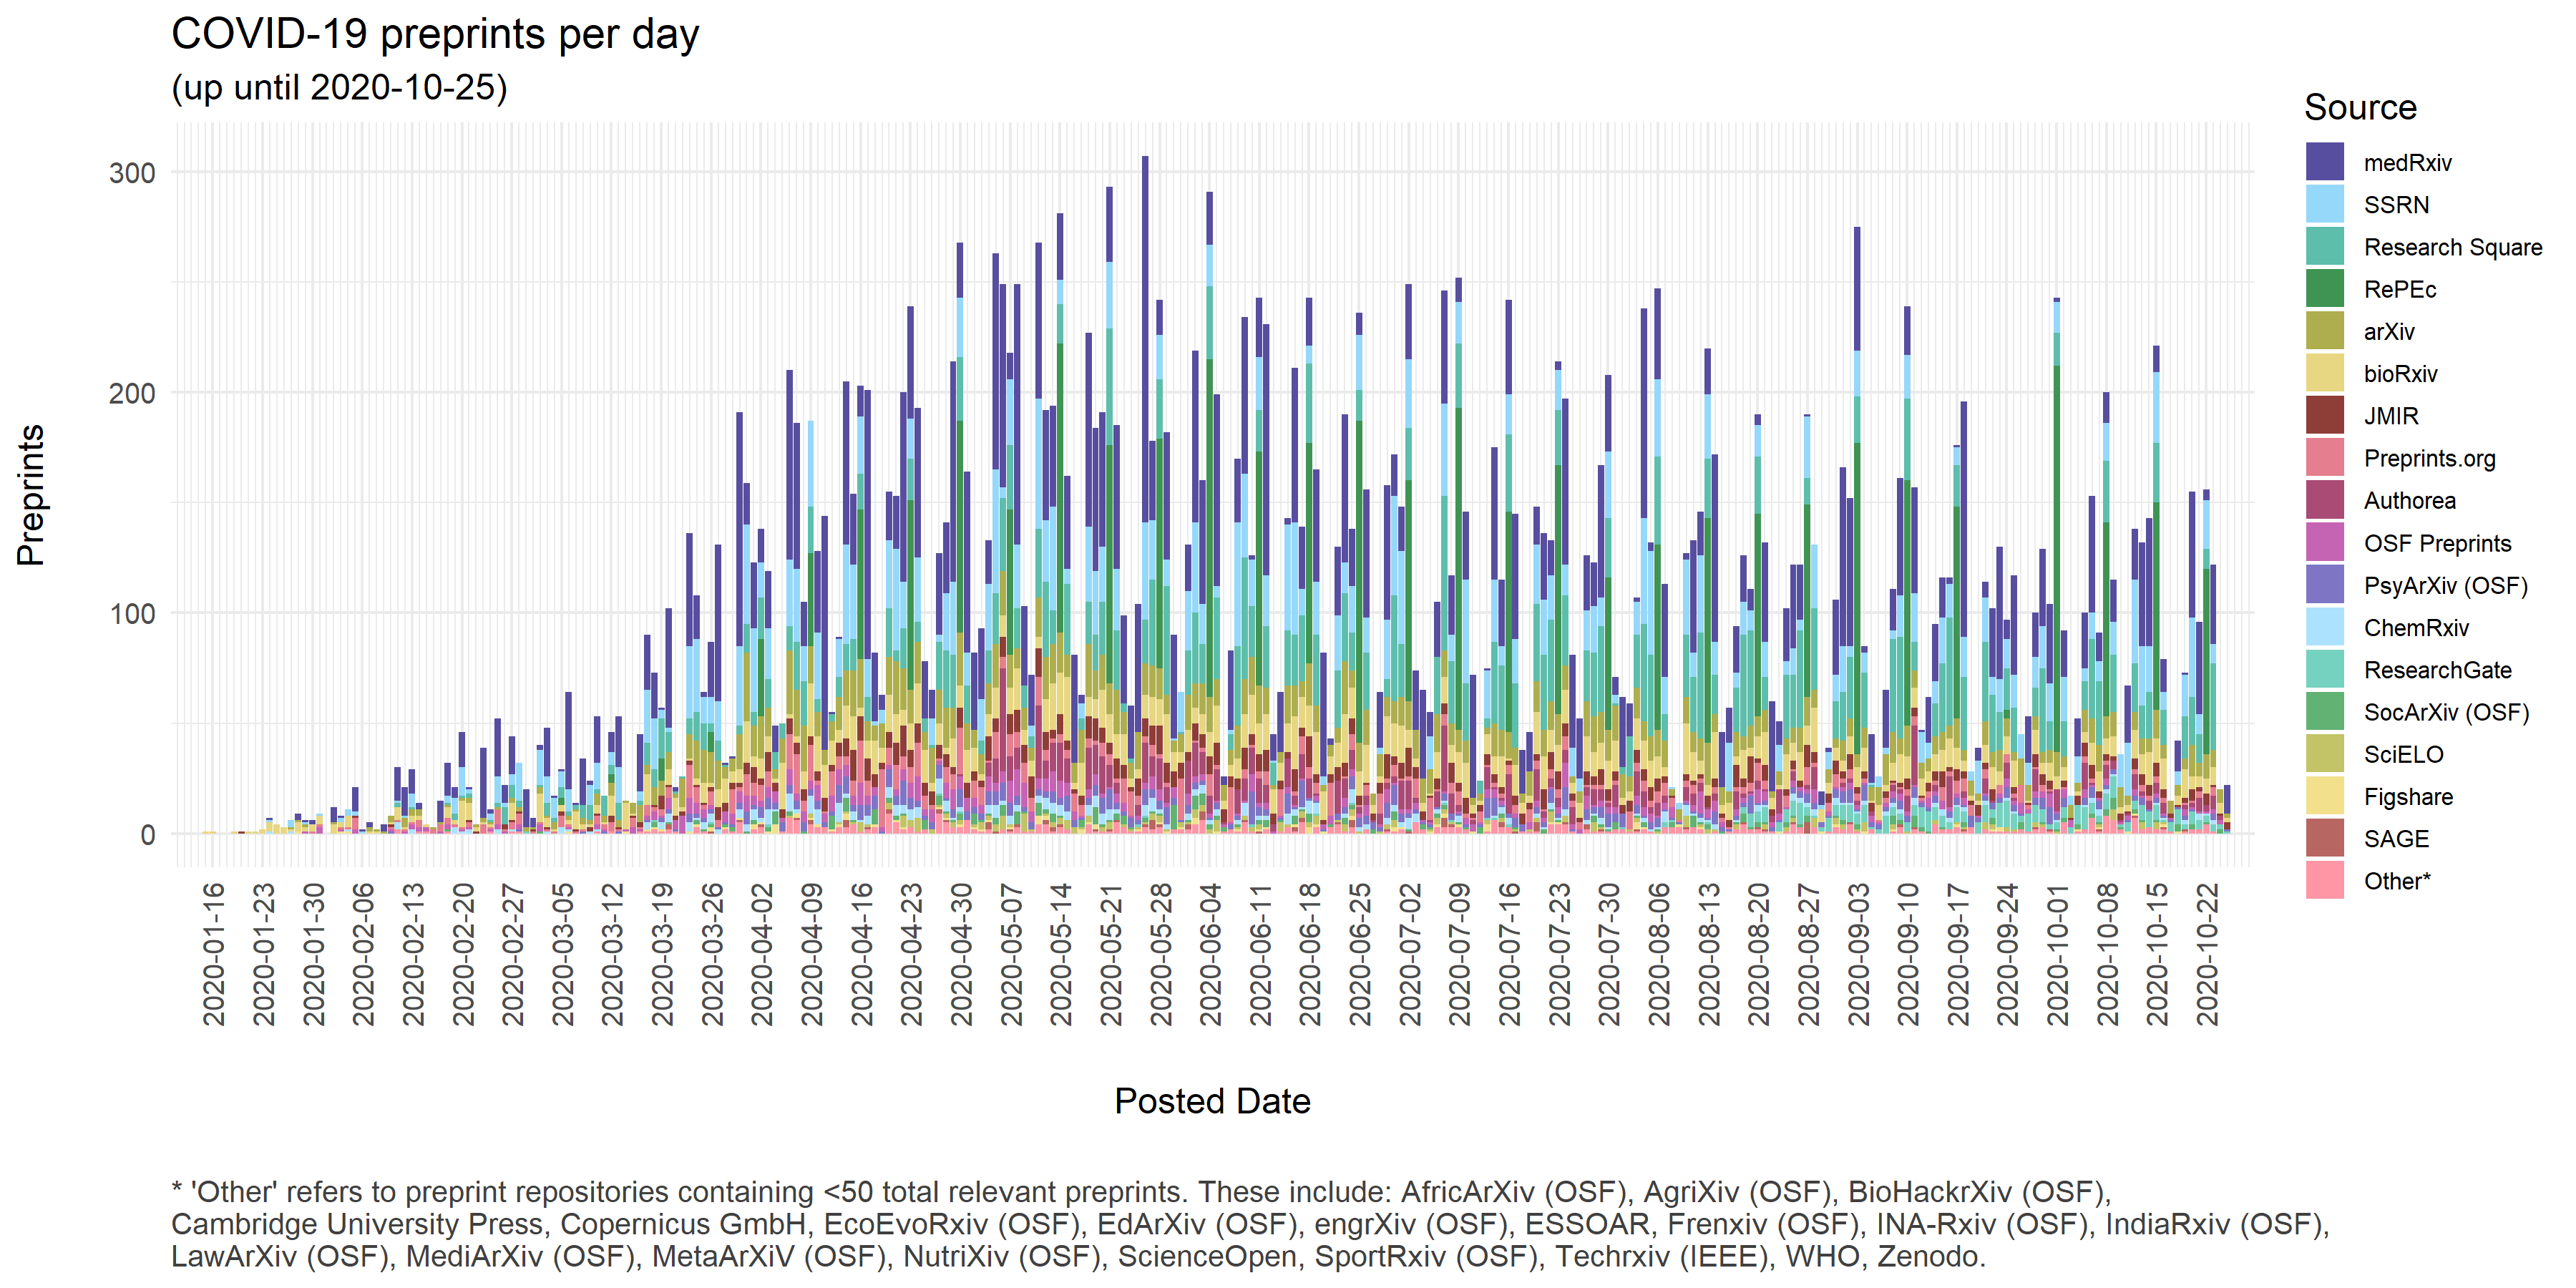 COVID-19 preprints per day
(up until 2020-10-25)
Preprints
300
200
100
0
2020-01-16
2020-01-23
2020-01-30
2020-02-06
2020-02-13
2020-02-20
2020-02-27
2020-03-05
2020-03-12
2020-03-19
2020-03-26
2020-04-02
2020-04-09
2020-04-16
2020-04-23
2020-04-30
2020-05-07
2020-05-14
2020-05-21
2020-05-28
2020-06-04
2020-06-11
2020-06-18
2020-06-25
2020-07-02
2020-07-09
2020-07-16
2020-07-23
2020-07-30
2020-08-06
2020-08-13
2020-08-20
2020-08-27
2020-09-03
2020-09-10
2020-09-17
2020-09-24
2020-10-01
2020-10-08
2020-10-15
2020-10-22
Posted Date
Source
medRxiv
SSRN
Research Square
RePEc
arXiv
bioRxiv
JMIR
Preprints.org
Authorea
OSF Preprints
PsyArXiv (OSF)
ChemRxiv
ResearchGate
SocArXiv (OSF)
SciELO
Figshare
SAGE
Other*
* 'Other' refers to preprint repositories containing <50 total relevant preprints. These include: AfricArXiv (OSF), AgriXiv (OSF), BioHackrXiv (OSF),
Cambridge University Press, Copernicus GmbH, EcoEvoRxiv (OSF), EdArXiv (OSF), engrXiv (OSF), ESSOAR, Frenxiv (OSF), INA-Rxiv (OSF), IndiaRxiv (OSF),
LawArXiv (OSF), MediArXiv (OSF), MetaArXiV (OSF), NutriXiv (OSF), ScienceOpen, SportRxiv (OSF), Techrxiv (IEEE), WHO, Zenodo.